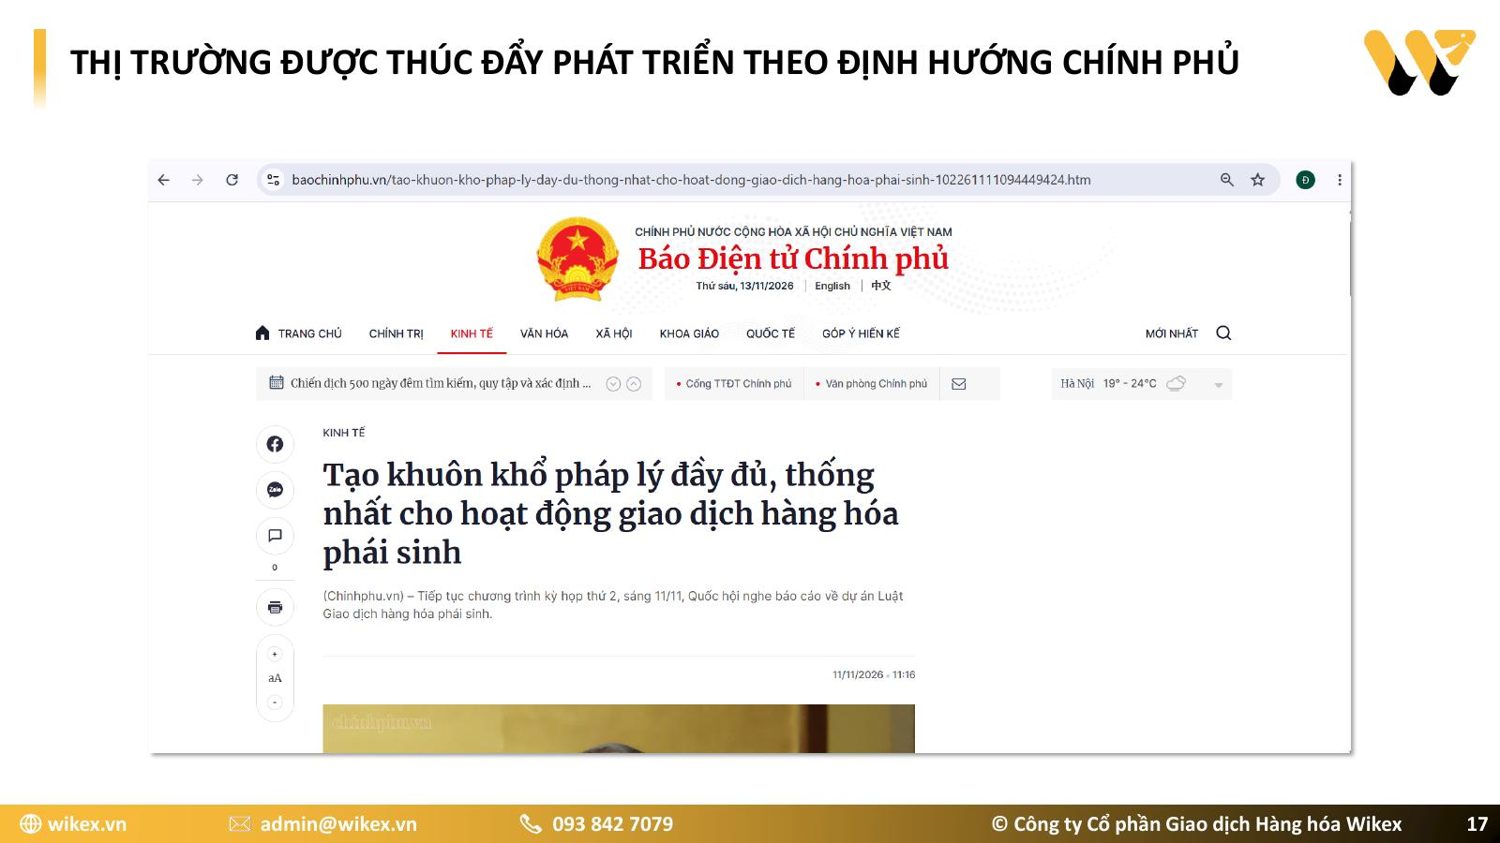 THỊ TRƯỜNG ĐƯỢC THÚC ĐẨY PHÁT TRIỂN THEO ĐỊNH HƯỚNG CHÍNH PHỦ
baochinhphu.vn/tao-khuon-kho-phap-ly-day-du-thong-nhat-cho-hoat-dong-giao-dich-hang-hoa-phai-sinh-102261111094449424.htm
Đ
CHÍNH PHỦ NƯỚC CỘNG HÒA XÃ HỘI CHỦ NGHĨA VIỆT NAM
Báo Điện tử Chính phủ
Thứ sáu, 13/11/2026 | English | 中文
TRANG CHỦ CHÍNH TRỊ KINH TẾ VĂN HÓA XÃ HỘI KHOA GIÁO QUỐC TẾ GÓP Ý HIẾN KẾ MỚI NHẤT
Chiến dịch 500 ngày đêm tìm kiếm, quy tập và xác định ... • Cổng TTĐT Chính phủ • Văn phòng Chính phủ Hà Nội 19° - 24°C
KINH TẾ
Tạo khuôn khổ pháp lý đầy đủ, thống
nhất cho hoạt động giao dịch hàng hóa
phái sinh
Zalo
0
(Chinhphu.vn) – Tiếp tục chương trình kỳ họp thứ 2, sáng 11/11, Quốc hội nghe báo cáo về dự án Luật
Giao dịch hàng hóa phái sinh.
+
aA
-
11/11/2026 - 11:16
chinhphu.vn
wikex.vn admin@wikex.vn 093 842 7079 © Công ty Cổ phần Giao dịch Hàng hóa Wikex 17